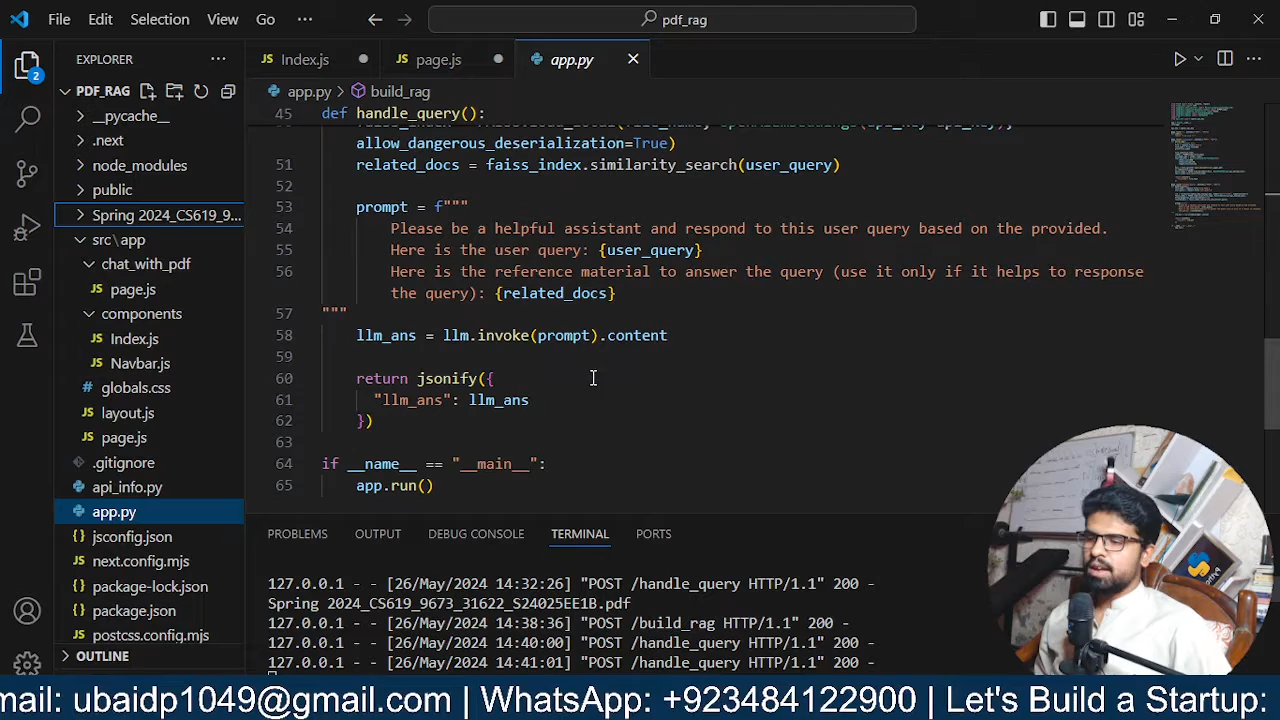 File Edit Selection View Go ··· pdf_rag
EXPLORER ···
Index.js
page.js
app.py
PDF_RAG
app.py > build_rag
2
__pycache__
.next
node_modules
public
Spring 2024_CS619_9...
src\app
chat_with_pdf
page.js
components
Index.js
Navbar.js
globals.css
layout.js
page.js
.gitignore
api_info.py
app.py
jsconfig.json
next.config.mjs
package-lock.json
package.json
postcss.config.mjs
OUTLINE
45 def handle_query():
allow_dangerous_deserialization=True)
51 related_docs = faiss_index.similarity_search(user_query)
52
53 prompt = f"""
54 Please be a helpful assistant and respond to this user query based on the provided.
55 Here is the user query: {user_query}
56 Here is the reference material to answer the query (use it only if it helps to response
the query): {related_docs}
57 """
58 llm_ans = llm.invoke(prompt).content
59
60 return jsonify({
61 "llm_ans": llm_ans
62 })
63
64 if __name__ == "__main__":
65 app.run()
PROBLEMS OUTPUT DEBUG CONSOLE TERMINAL PORTS
127.0.0.1 - - [26/May/2024 14:32:26] "POST /handle_query HTTP/1.1" 200 -
Spring 2024_CS619_9673_31622_S24025EE1B.pdf
127.0.0.1 - - [26/May/2024 14:38:36] "POST /build_rag HTTP/1.1" 200 -
127.0.0.1 - - [26/May/2024 14:40:00] "POST /handle_query HTTP/1.1" 200 -
127.0.0.1 - - [26/May/2024 14:41:01] "POST /handle_query HTTP/1.1" 200 -
mail: ubaidp1049@gmail.com | WhatsApp: +923484122900 | Let's Build a Startup: